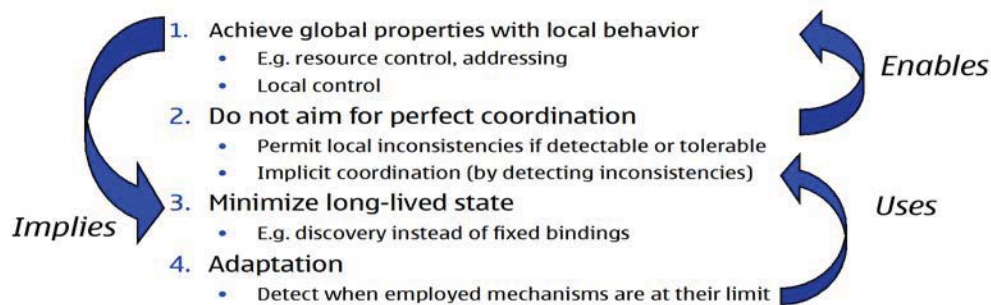 1. Achieve global properties with local behavior
• E.g. resource control, addressing
• Local control
2. Do not aim for perfect coordination
• Permit local inconsistencies if detectable or tolerable
• Implicit coordination (by detecting inconsistencies)
3. Minimize long-lived state
• E.g. discovery instead of fixed bindings
4. Adaptation
• Detect when employed mechanisms are at their limit
Implies
Enables
Uses